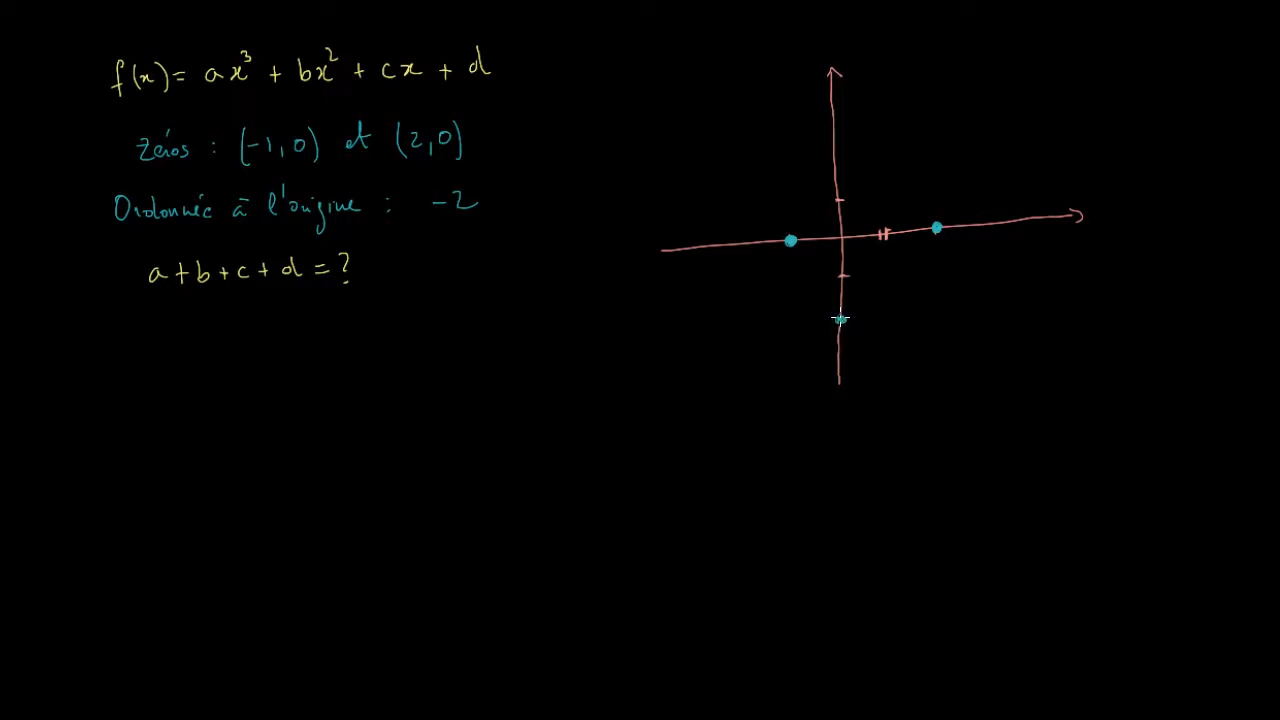 f(x) = ax³ + bx² + cx + d
Zéros : (-1,0) et (2,0)
Ordonnée à l'origine : -2
a + b + c + d = ?